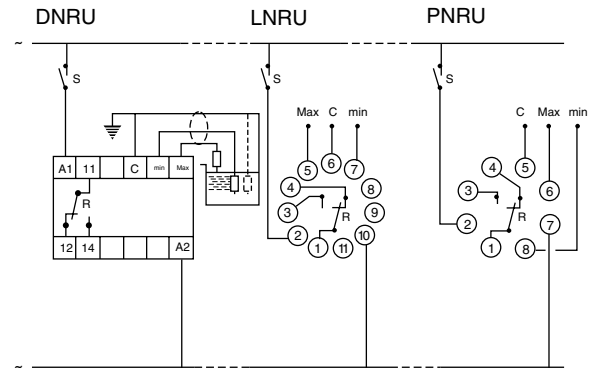 DNRU
LNRU
PNRU
~
S
S
S
Max C min
C Max min
A1 11 C min Max
R
12 14 A2
5 6 7
4 8
3 R 9
2 10
1 11
4 5
3 6
R
2 7
1 8
~